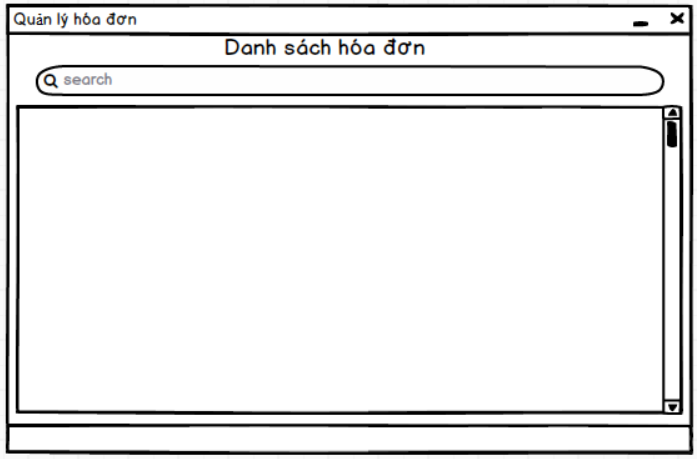 Quản lý hóa đơn
Danh sách hóa đơn
search